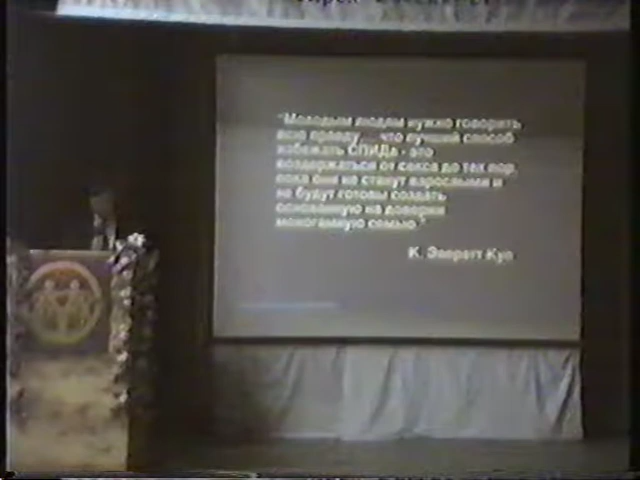 "Молодым людям нужно говорить
всю правду... что лучший способ
избежать СПИДа - это
воздержаться от секса до тех пор,
пока они не станут взрослыми и
не будут готовы создать
основанную на доверии
моногамную семью."
К. Эверетт Куп